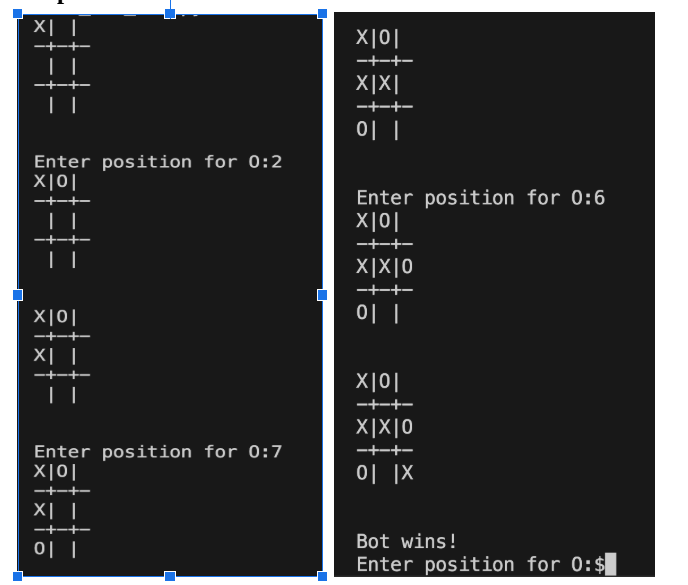 X| |
-+-+-
 | |
-+-+-
 | |
Enter position for O:2
X|O|
-+-+-
 | |
-+-+-
 | |
X|O|
-+-+-
X| |
-+-+-
 | |
Enter position for O:7
X|O|
-+-+-
X| |
-+-+-
O| |
X|O|
-+-+-
X|X|
-+-+-
O| |
Enter position for O:6
X|O|
-+-+-
X|X|O
-+-+-
O| |
X|O|
-+-+-
X|X|O
-+-+-
O| |X
Bot wins!
Enter position for O:$